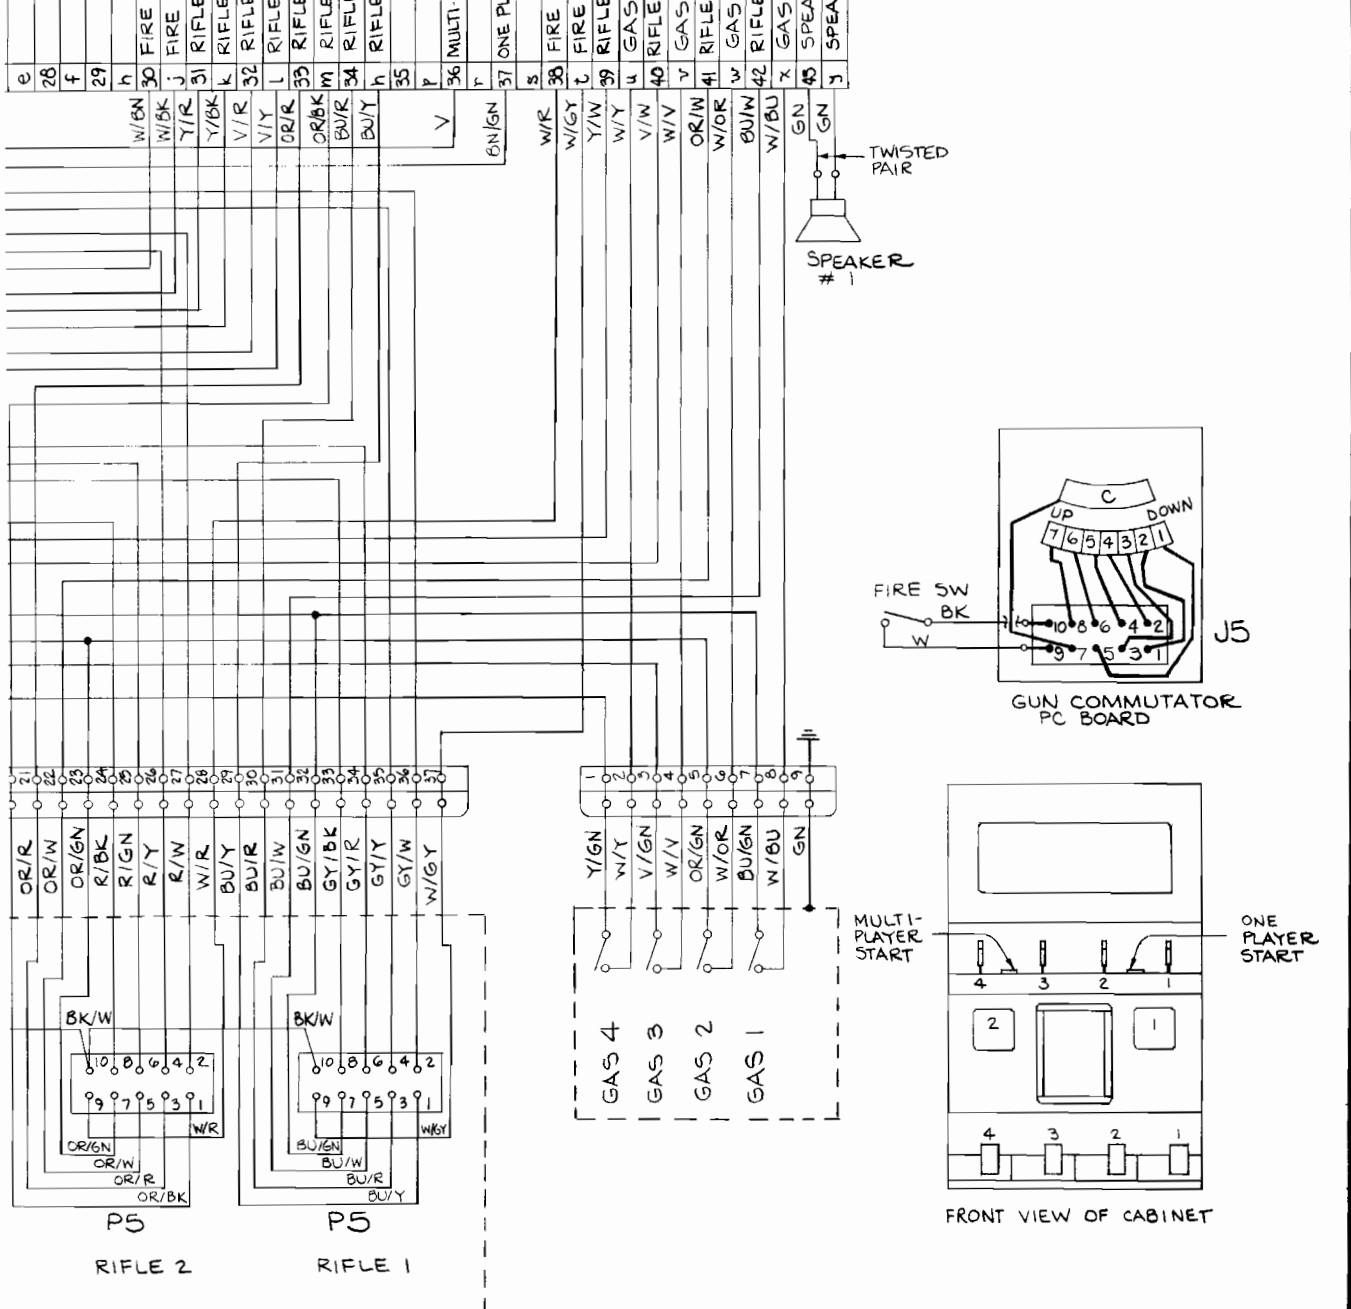 FIRE
FIRE
RIFLE
RIFLE
RIFLE
RIFLE
RIFLE
RIFLE
RIFLE
RIFLE
MULTI-
ONE PL
FIRE
FIRE
RIFLE
GAS
RIFLE
GAS
RIFLE
GAS
RIFLE
GAS
SPEA
SPEA
e 28 f 29 h 30 j 31 k 32 l 33 m 34 n 35 p 36 r 37 s 38 t 39 u 40 v 41 w 42 x 43 y
W/BN
W/BK
Y/R
Y/BK
V/R
V/Y
OR/R
OR/BK
BU/R
BU/Y
V
BN/GN
W/R
W/GY
Y/W
W/Y
V/W
W/V
OR/W
W/OR
BU/W
W/BU
GN
GN
TWISTED
PAIR
SPEAKER
# 1
C
UP
DOWN
7 6 5 4 3 2 1
FIRE SW
BK
W
10 8 6 4 2
9 7 5 3 1
J5
GUN COMMUTATOR
PC BOARD
21 22 23 24 25 26 27 28 29 30 31 32 33 34 35 36 37
1 2 3 4 5 6 7 8 9
OR/R
OR/W
OR/GN
R/BK
R/GN
R/Y
R/W
W/R
BU/Y
BU/R
BU/W
BU/GN
GY/BK
GY/R
GY/Y
GY/W
W/GY
Y/GN
W/Y
V/GN
W/V
OR/GN
W/OR
BU/GN
W/BU
GN
MULTI-
PLAYER
START
ONE
PLAYER
START
4 3 2 1
2
1
4 3 2 1
FRONT VIEW OF CABINET
GAS 4
GAS 3
GAS 2
GAS 1
BK/W
10 8 6 4 2
9 7 5 3 1
W/R
OR/GN
OR/W
OR/R
OR/BK
P5
RIFLE 2
BK/W
10 8 6 4 2
9 7 5 3 1
W/GY
BU/GN
BU/W
BU/R
BU/Y
P5
RIFLE 1